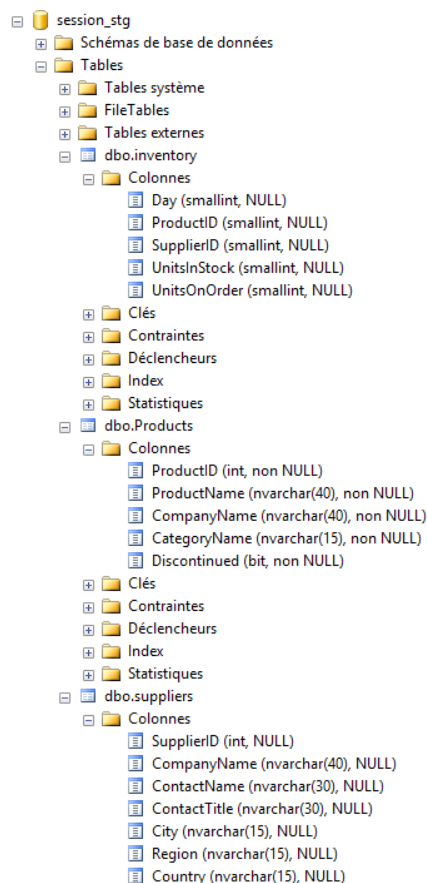 session_stg
Schémas de base de données
Tables
Tables système
FileTables
Tables externes
dbo.inventory
Colonnes
Day (smallint, NULL)
ProductID (smallint, NULL)
SupplierID (smallint, NULL)
UnitsInStock (smallint, NULL)
UnitsOnOrder (smallint, NULL)
Clés
Contraintes
Déclencheurs
Index
Statistiques
dbo.Products
Colonnes
ProductID (int, non NULL)
ProductName (nvarchar(40), non NULL)
CompanyName (nvarchar(40), non NULL)
CategoryName (nvarchar(15), non NULL)
Discontinued (bit, non NULL)
Clés
Contraintes
Déclencheurs
Index
Statistiques
dbo.suppliers
Colonnes
SupplierID (int, NULL)
CompanyName (nvarchar(40), NULL)
ContactName (nvarchar(30), NULL)
ContactTitle (nvarchar(30), NULL)
City (nvarchar(15), NULL)
Region (nvarchar(15), NULL)
Country (nvarchar(15), NULL)